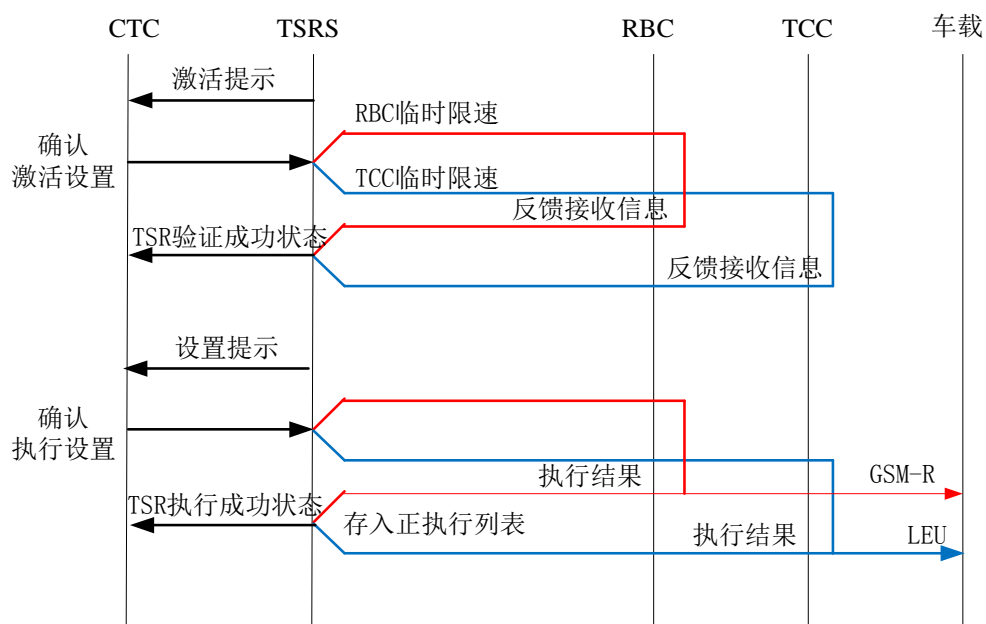 CTC TSRS RBC TCC 车载
激活提示
RBC临时限速
确认
激活设置
TCC临时限速
反馈接收信息
TSR验证成功状态
反馈接收信息
设置提示
确认
执行设置
执行结果 GSM-R
TSR执行成功状态
存入正执行列表
执行结果 LEU